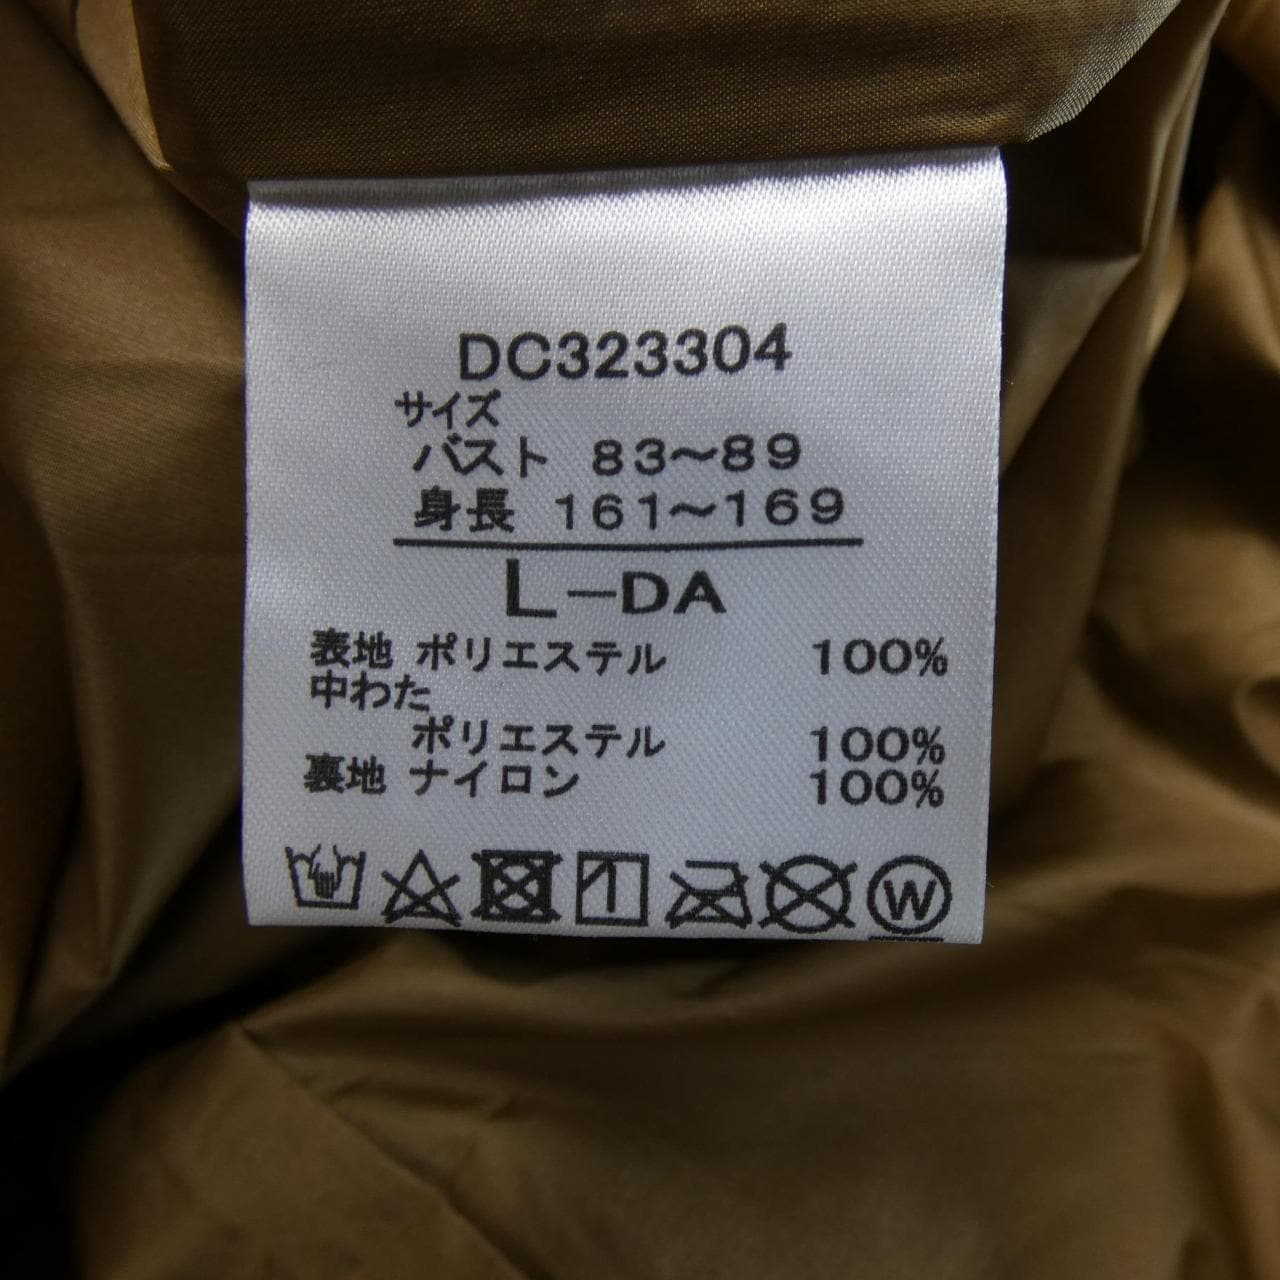 DC323304
サイズ
バスト 83～89
身長 161～169
L－DA
表地 ポリエステル 100%
中わた
ポリエステル 100%
裏地 ナイロン 100%
W